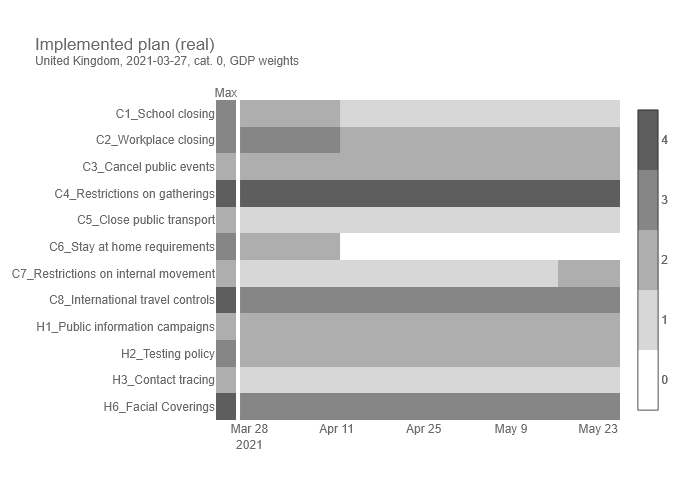 Implemented plan (real)
United Kingdom, 2021-03-27, cat. 0, GDP weights
Max
C1_School closing
C2_Workplace closing
C3_Cancel public events
C4_Restrictions on gatherings
C5_Close public transport
C6_Stay at home requirements
C7_Restrictions on internal movement
C8_International travel controls
H1_Public information campaigns
H2_Testing policy
H3_Contact tracing
H6_Facial Coverings
Mar 28 Apr 11 Apr 25 May 9 May 23
2021
4
3
2
1
0